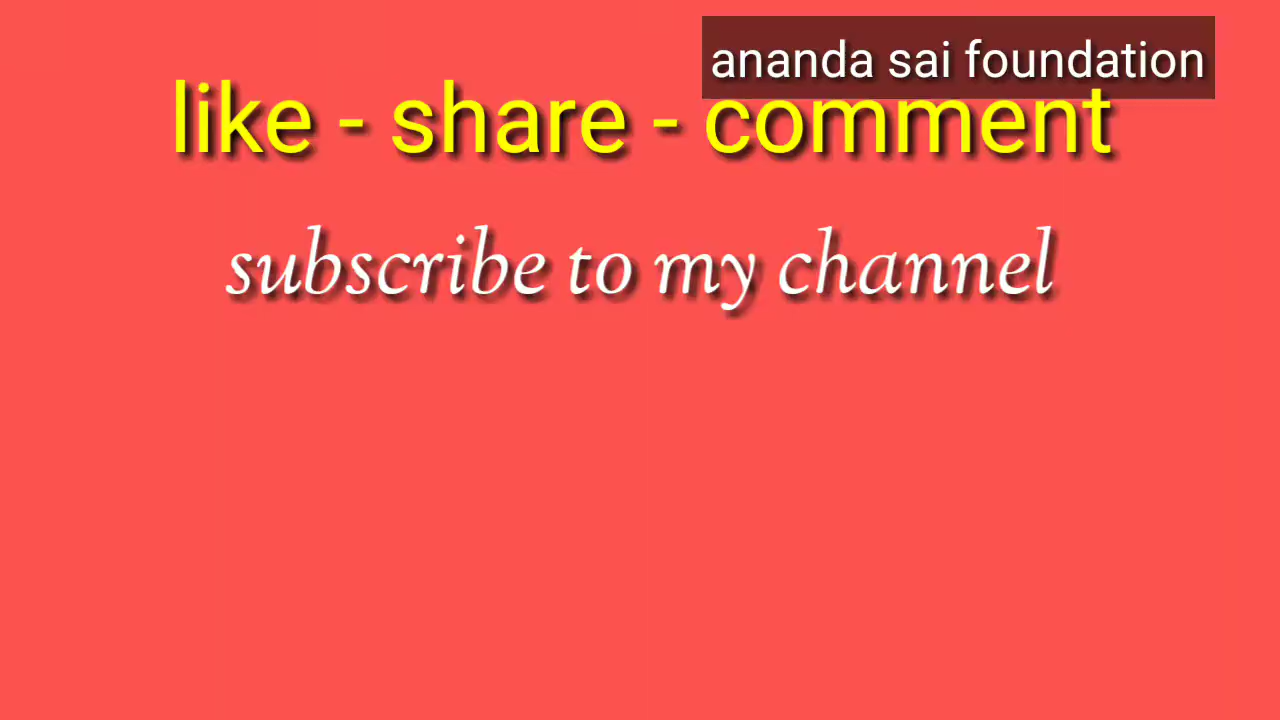 ananda sai foundation
like - share - comment
subscribe to my channel